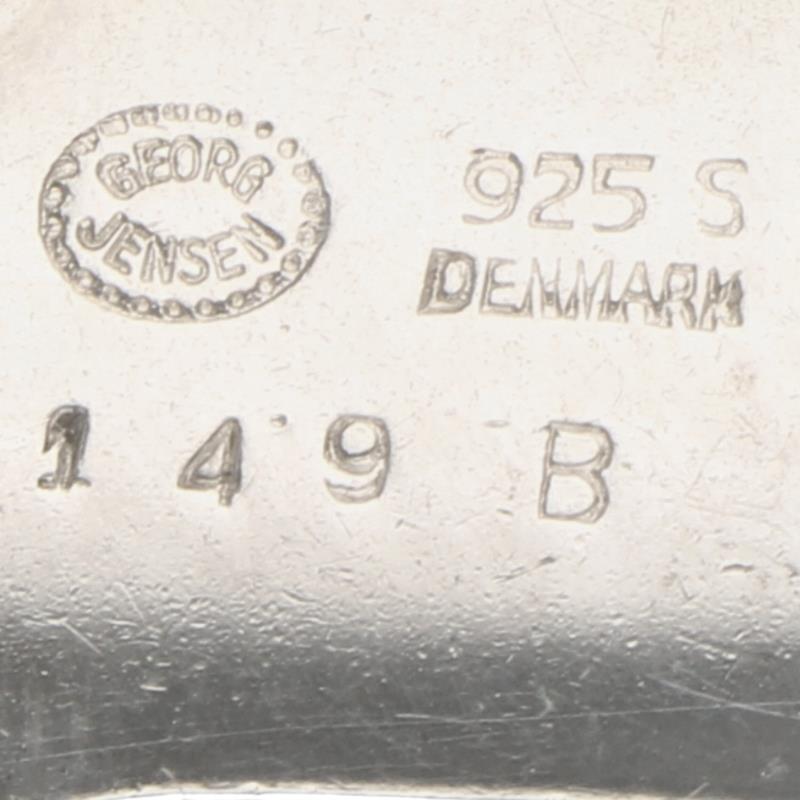 GEORG
JENSEN
925 S
DENMARK
149 B